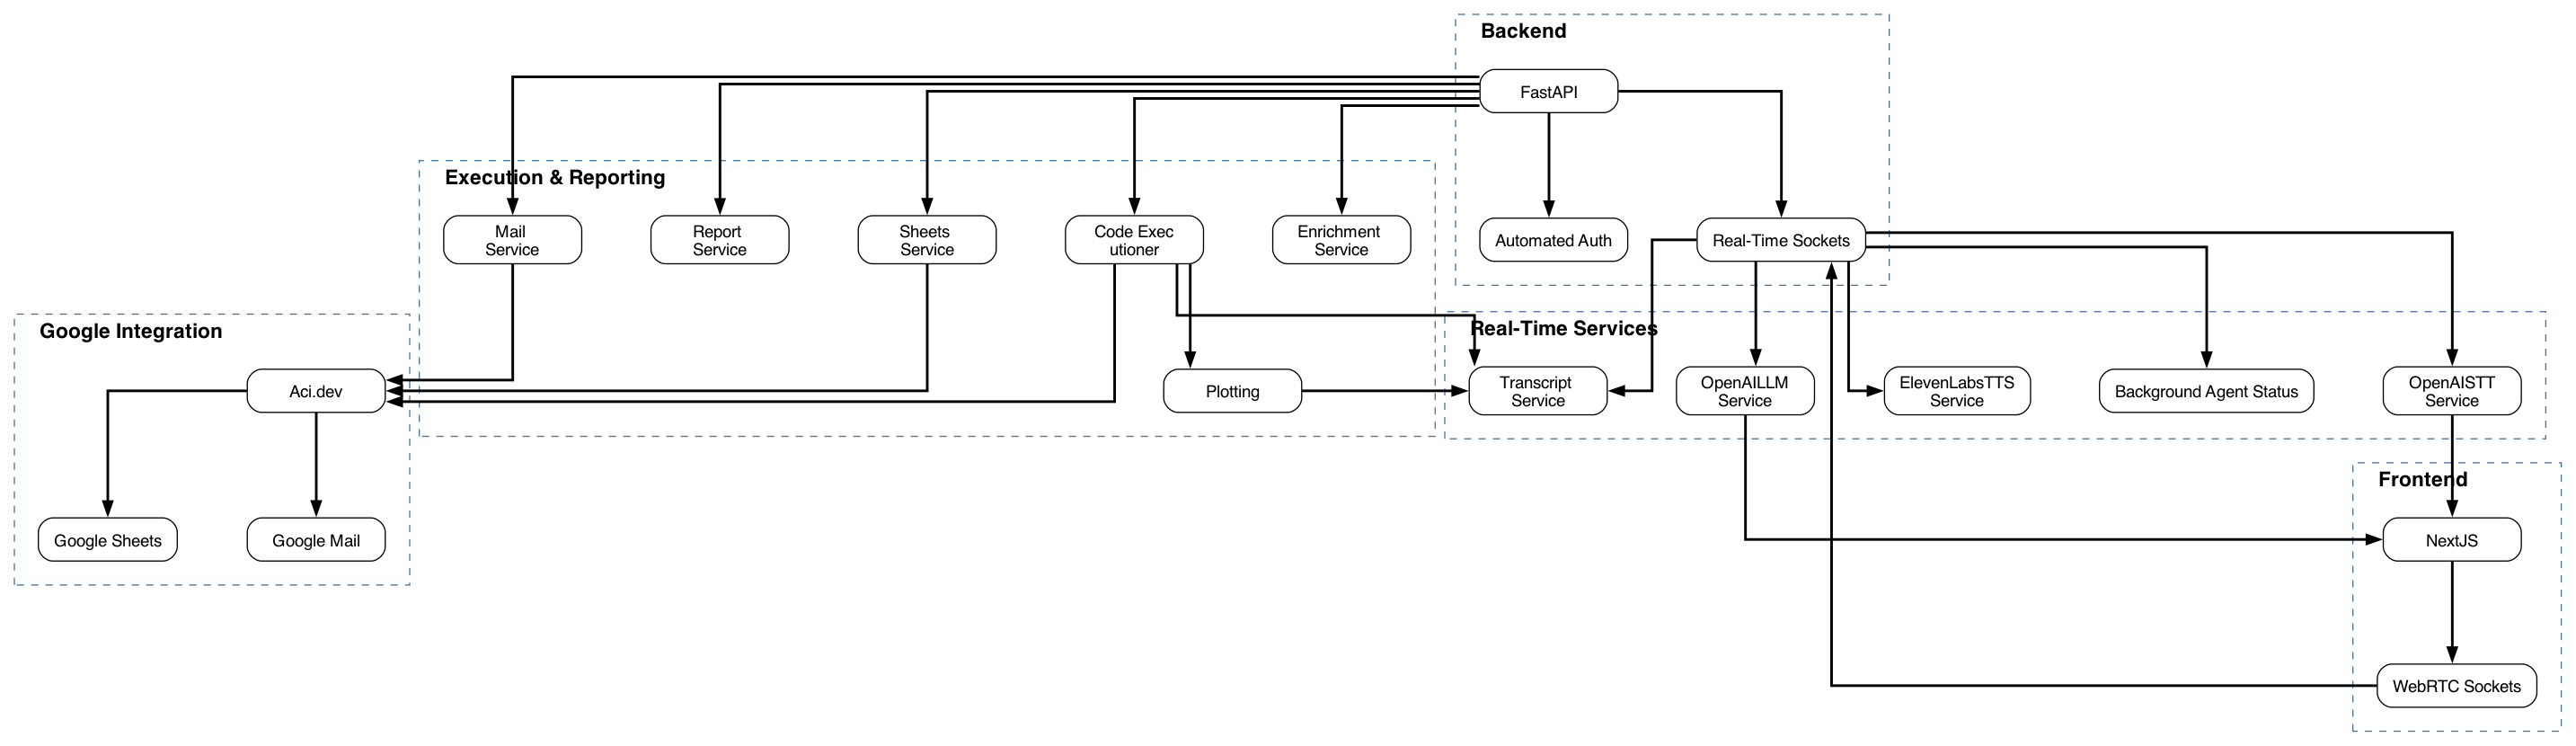 Backend
FastAPI
Execution & Reporting
Mail
Service
Report
Service
Sheets
Service
Code Exec
utioner
Enrichment
Service
Automated Auth
Real-Time Sockets
Google Integration
Real-Time Services
Aci.dev
Plotting
Transcript
Service
OpenAILLM
Service
ElevenLabsTTS
Service
Background Agent Status
OpenAISTT
Service
Frontend
Google Sheets
Google Mail
NextJS
WebRTC Sockets